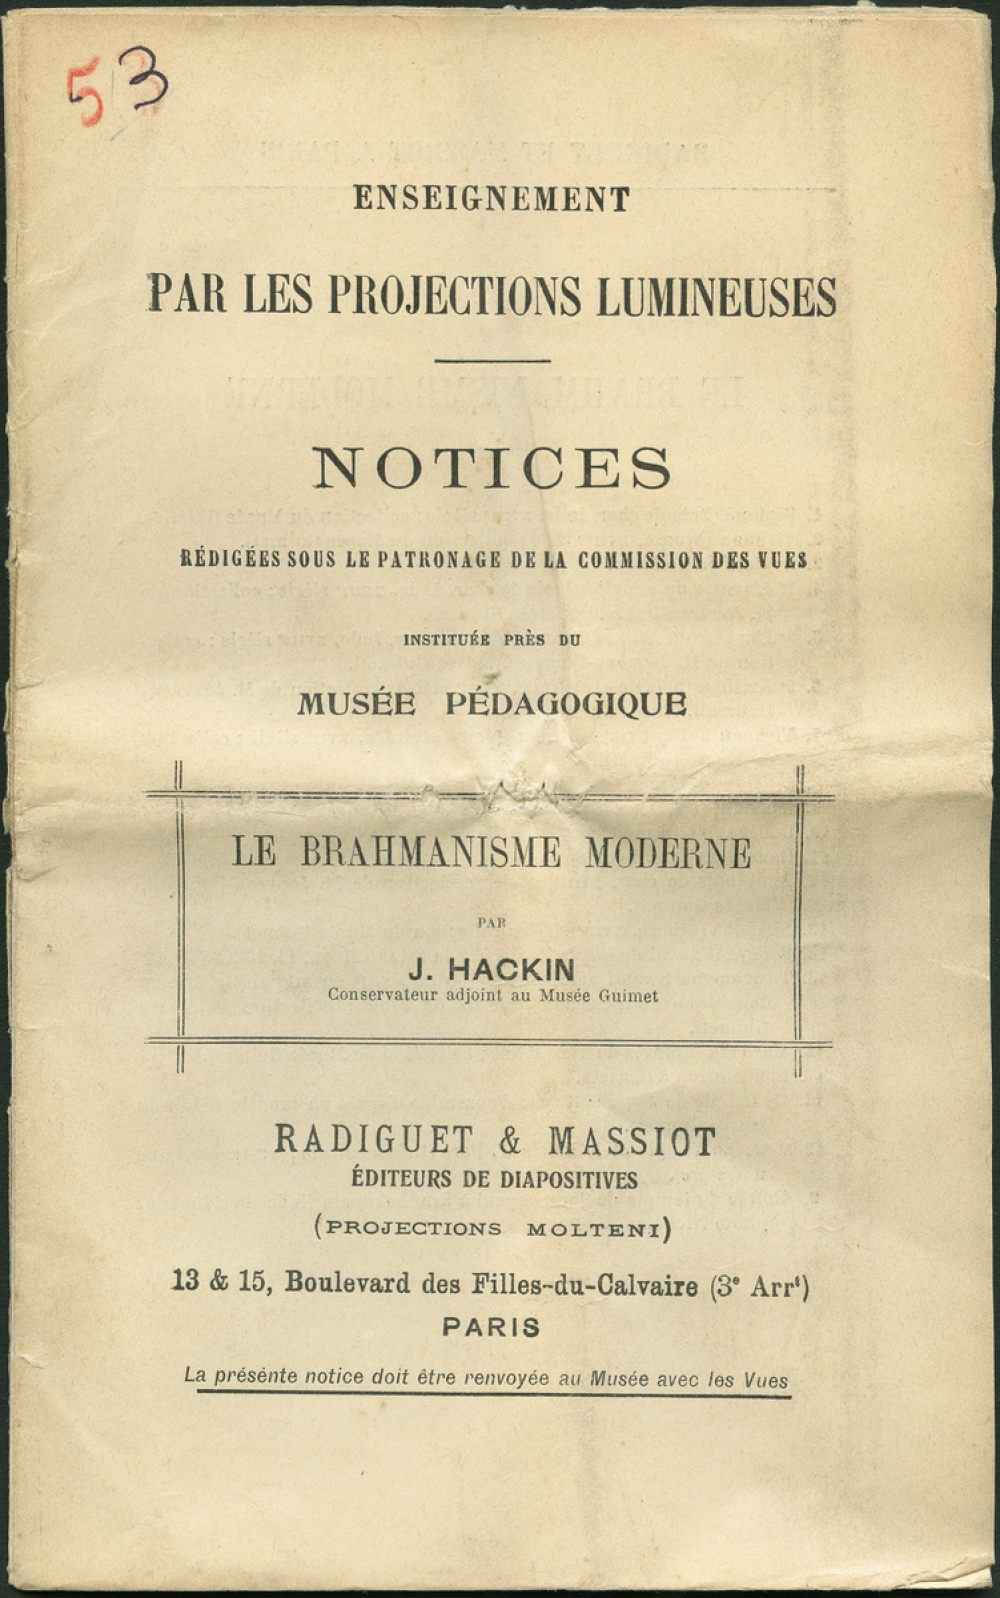 53
ENSEIGNEMENT
PAR LES PROJECTIONS LUMINEUSES
NOTICES
RÉDIGÉES SOUS LE PATRONAGE DE LA COMMISSION DES VUES
INSTITUÉE PRÈS DU
MUSÉE PÉDAGOGIQUE
LE BRAHMANISME MODERNE
PAR
J. HACKIN
Conservateur adjoint au Musée Guimet
RADIGUET & MASSIOT
ÉDITEURS DE DIAPOSITIVES
(PROJECTIONS MOLTENI)
13 & 15, Boulevard des Filles-du-Calvaire (3e Arrt)
PARIS
La présente notice doit être renvoyée au Musée avec les Vues